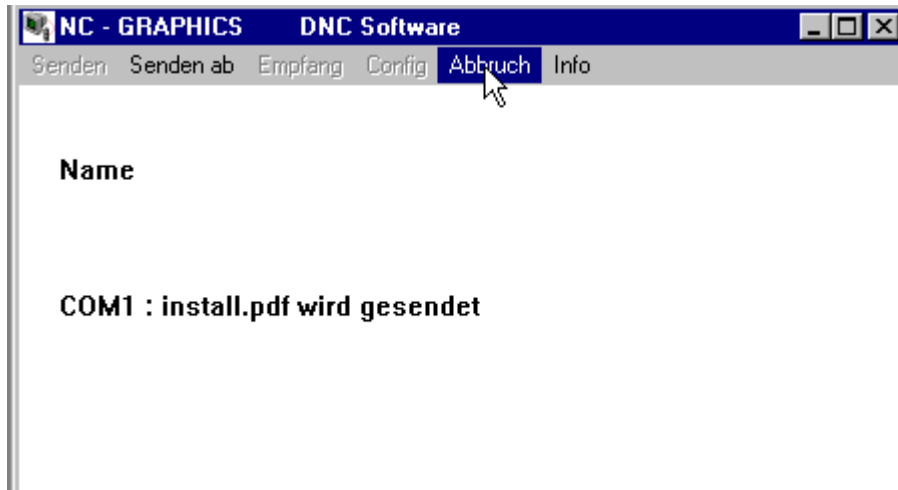 NC - GRAPHICS DNC Software
Senden Senden ab Empfang Config Abbruch Info
Name
COM1 : install.pdf wird gesendet